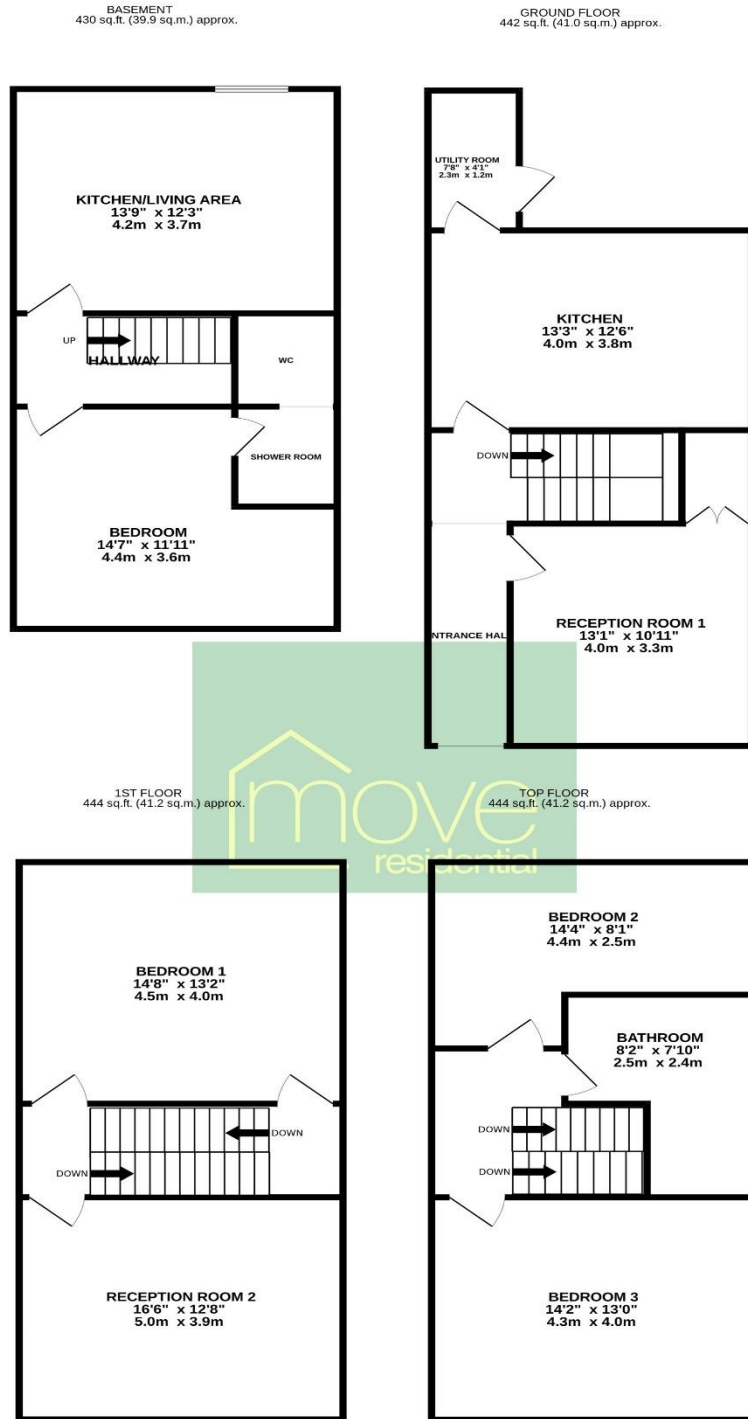 BASEMENT
430 sq.ft. (39.9 sq.m.) approx.
KITCHEN/LIVING AREA
13'9" x 12'3"
4.2m x 3.7m
UP
HALLWAY
WC
SHOWER ROOM
BEDROOM
14'7" x 11'11"
4.4m x 3.6m
GROUND FLOOR
442 sq.ft. (41.0 sq.m.) approx.
UTILITY ROOM
7'8" x 4'1"
2.3m x 1.2m
KITCHEN
13'3" x 12'6"
4.0m x 3.8m
DOWN
NTRANCE HAL
RECEPTION ROOM 1
13'1" x 10'11"
4.0m x 3.3m
move
residential
1ST FLOOR
444 sq.ft. (41.2 sq.m.) approx.
BEDROOM 1
14'8" x 13'2"
4.5m x 4.0m
DOWN
DOWN
RECEPTION ROOM 2
16'6" x 12'8"
5.0m x 3.9m
TOP FLOOR
444 sq.ft. (41.2 sq.m.) approx.
BEDROOM 2
14'4" x 8'1"
4.4m x 2.5m
BATHROOM
8'2" x 7'10"
2.5m x 2.4m
DOWN
DOWN
BEDROOM 3
14'2" x 13'0"
4.3m x 4.0m